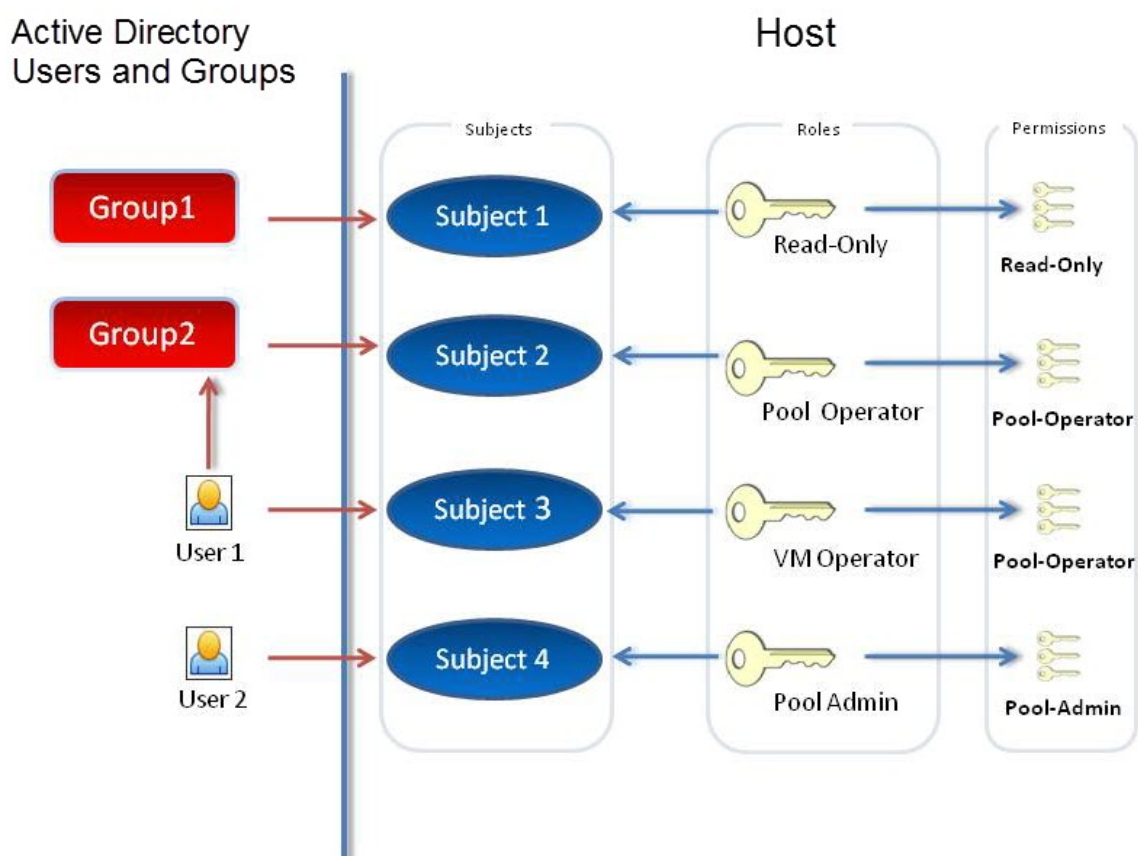 Active Directory
Users and Groups
Host
Subjects
Roles
Permissions
Group1
Subject 1
Read-Only
Read-Only
Group2
Subject 2
Pool Operator
Pool-Operator
User 1
Subject 3
VM Operator
Pool-Operator
User 2
Subject 4
Pool Admin
Pool-Admin